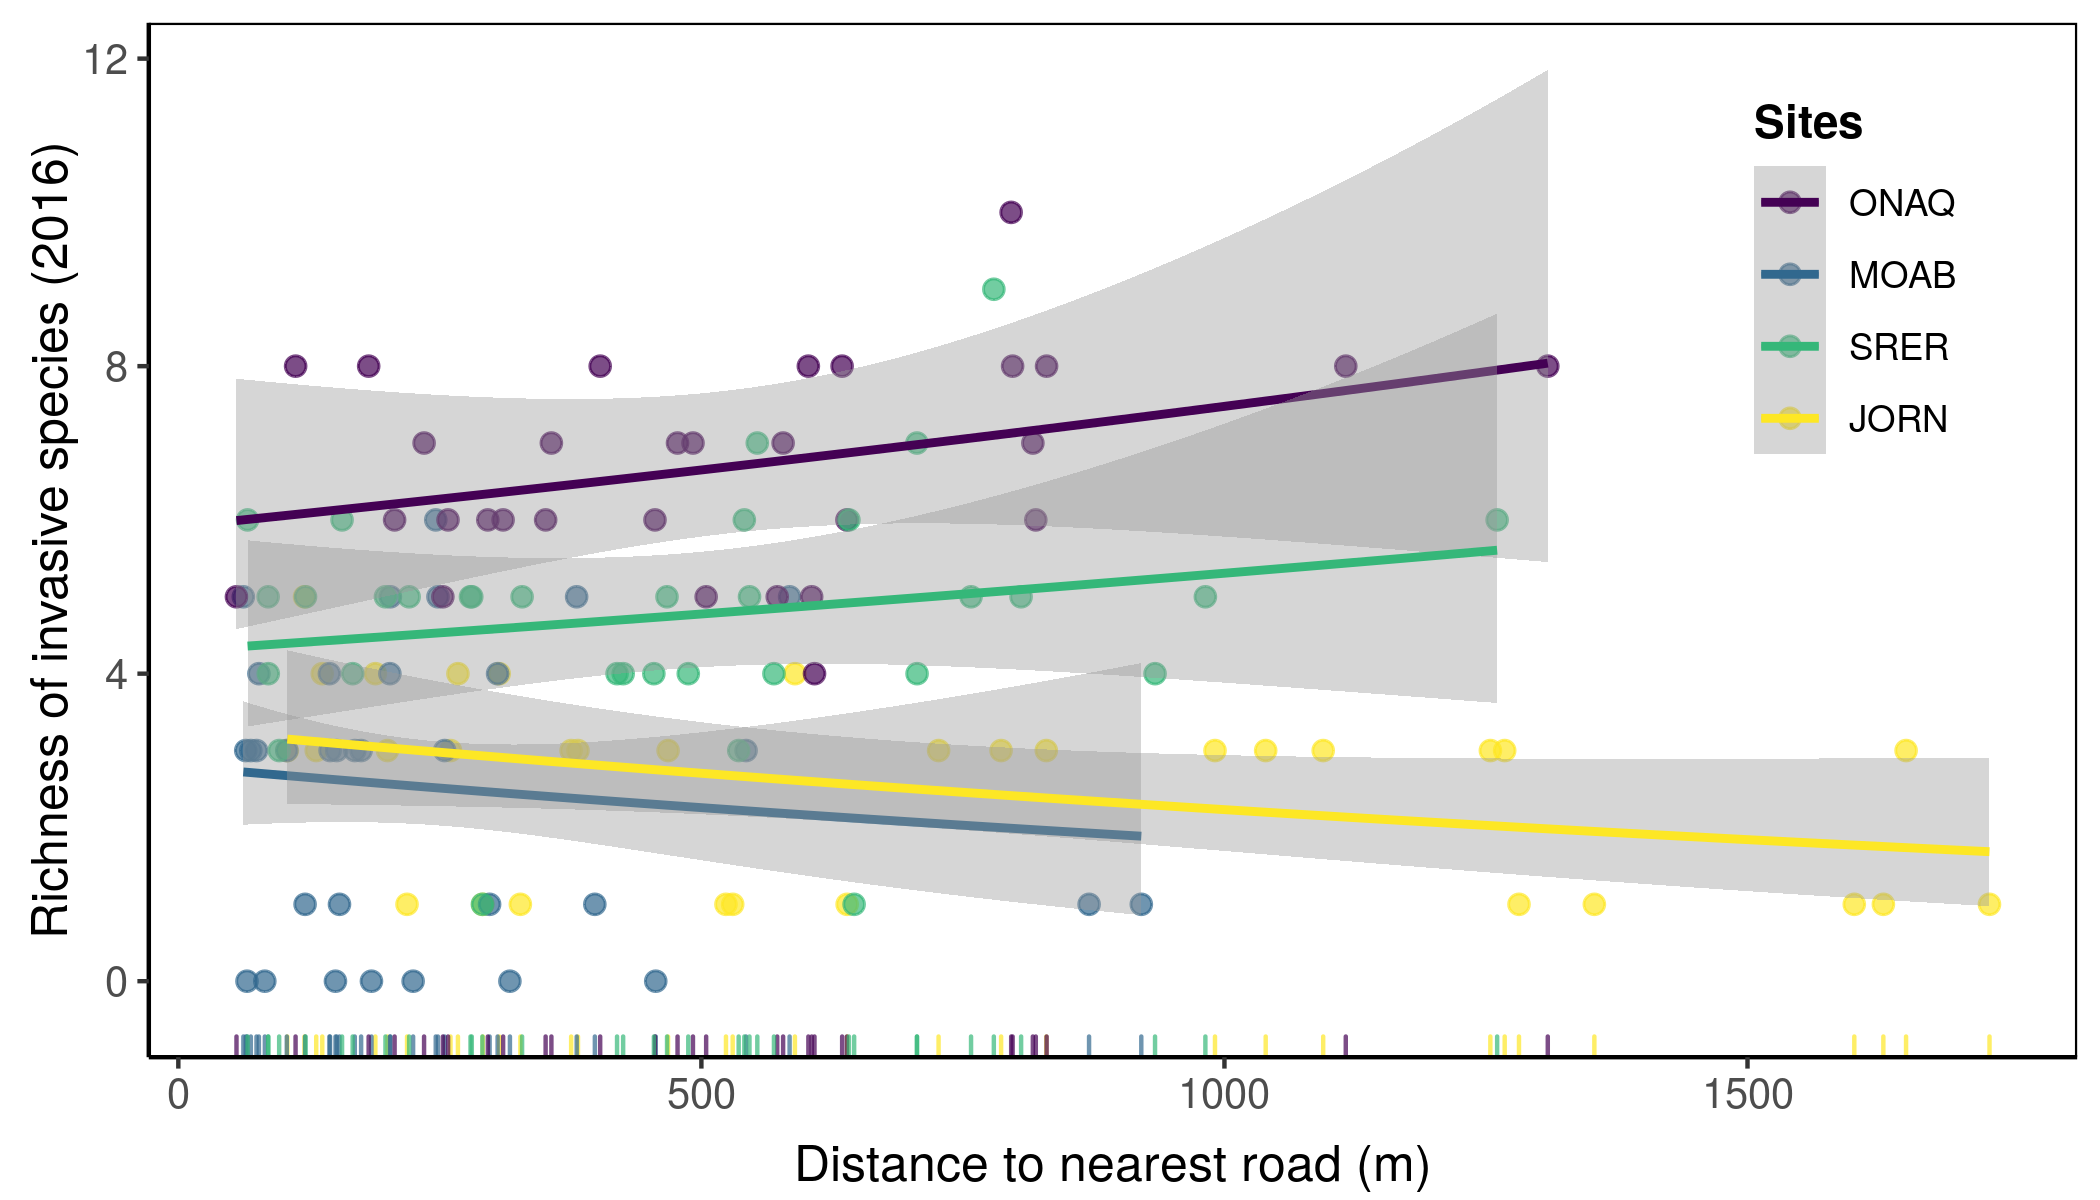 Richness of invasive species (2016)
12
8
4
0
0
500
1000
1500
Distance to nearest road (m)
Sites
ONAQ
MOAB
SRER
JORN